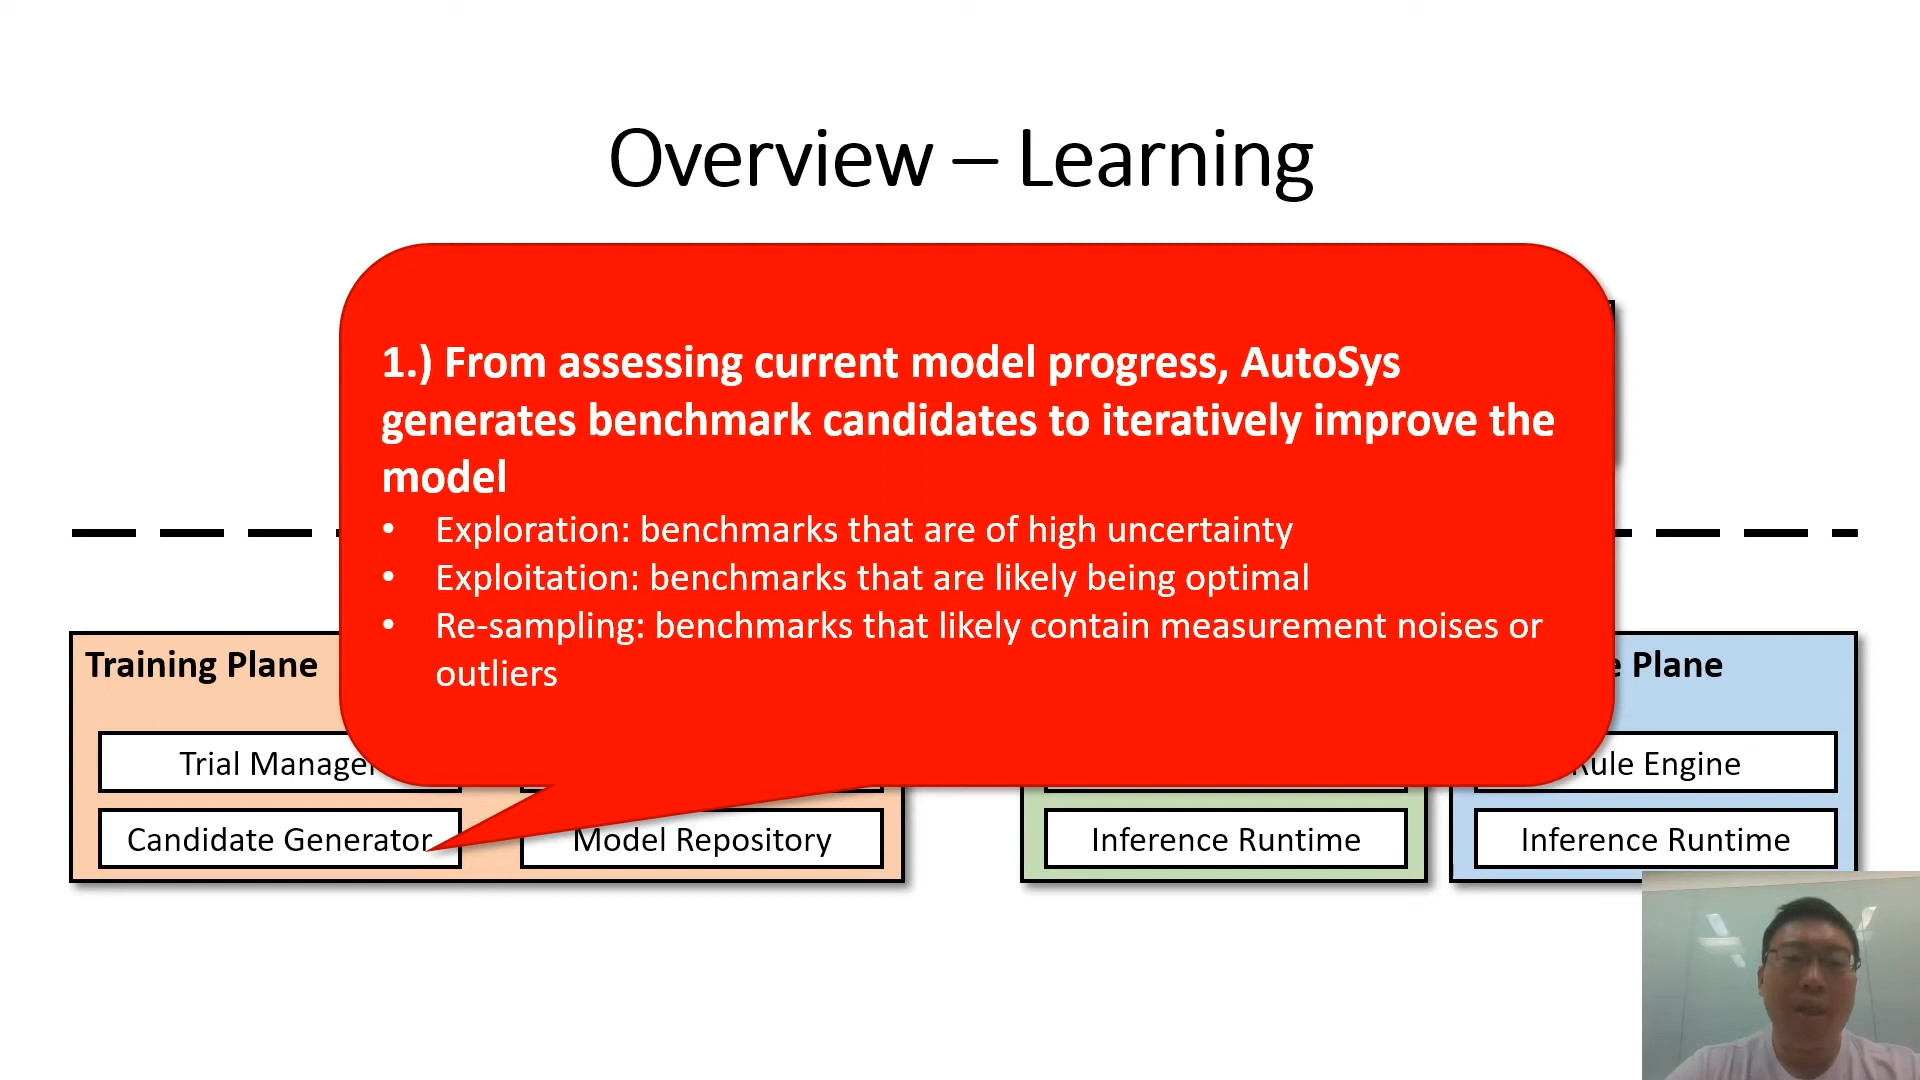 Overview – Learning
1.) From assessing current model progress, AutoSys
generates benchmark candidates to iteratively improve the
model
• Exploration: benchmarks that are of high uncertainty
• Exploitation: benchmarks that are likely being optimal
• Re-sampling: benchmarks that likely contain measurement noises or
outliers
Training Plane
Plane
Trial Manager
Rule Engine
Candidate Generator
Model Repository
Inference Runtime
Inference Runtime